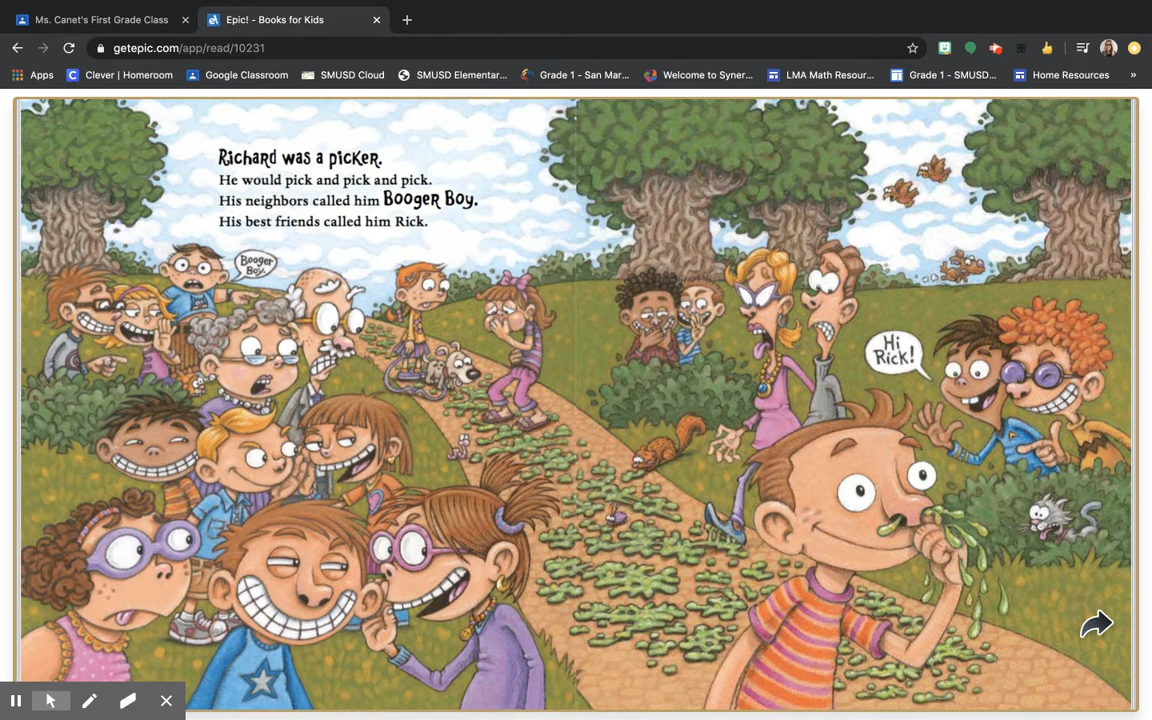 Ms. Canet's First Grade Class
Epic! - Books for Kids
getepic.com/app/read/10231
Apps
Clever | Homeroom
Google Classroom
SMUSD Cloud
SMUSD Elementar...
Grade 1 - San Mar...
Welcome to Syner...
LMA Math Resour...
Grade 1 - SMUSD...
Home Resources
»
Richard was a picker.
He would pick and pick and pick.
His neighbors called him Booger Boy.
His best friends called him Rick.
Booger
Boy.
Hi
Rick!